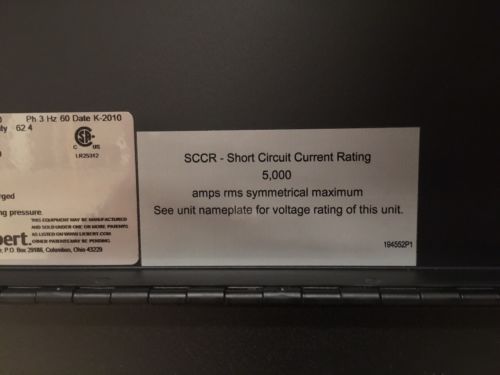 Ph 3 Hz 60 Date K-2010
62.4
C US
LR25312
THIS EQUIPMENT MAY BE MANUFACTURED
AND SOLD UNDER ONE OR MORE PATENTS
AS LISTED ON WWW.LIEBERT.COM
OTHER PATENTS MAY BE PENDING
P.O. Box 29186, Columbus, Ohio 43229
ng pressure
SCCR - Short Circuit Current Rating
5,000
amps rms symmetrical maximum
See unit nameplate for voltage rating of this unit.
194552P1